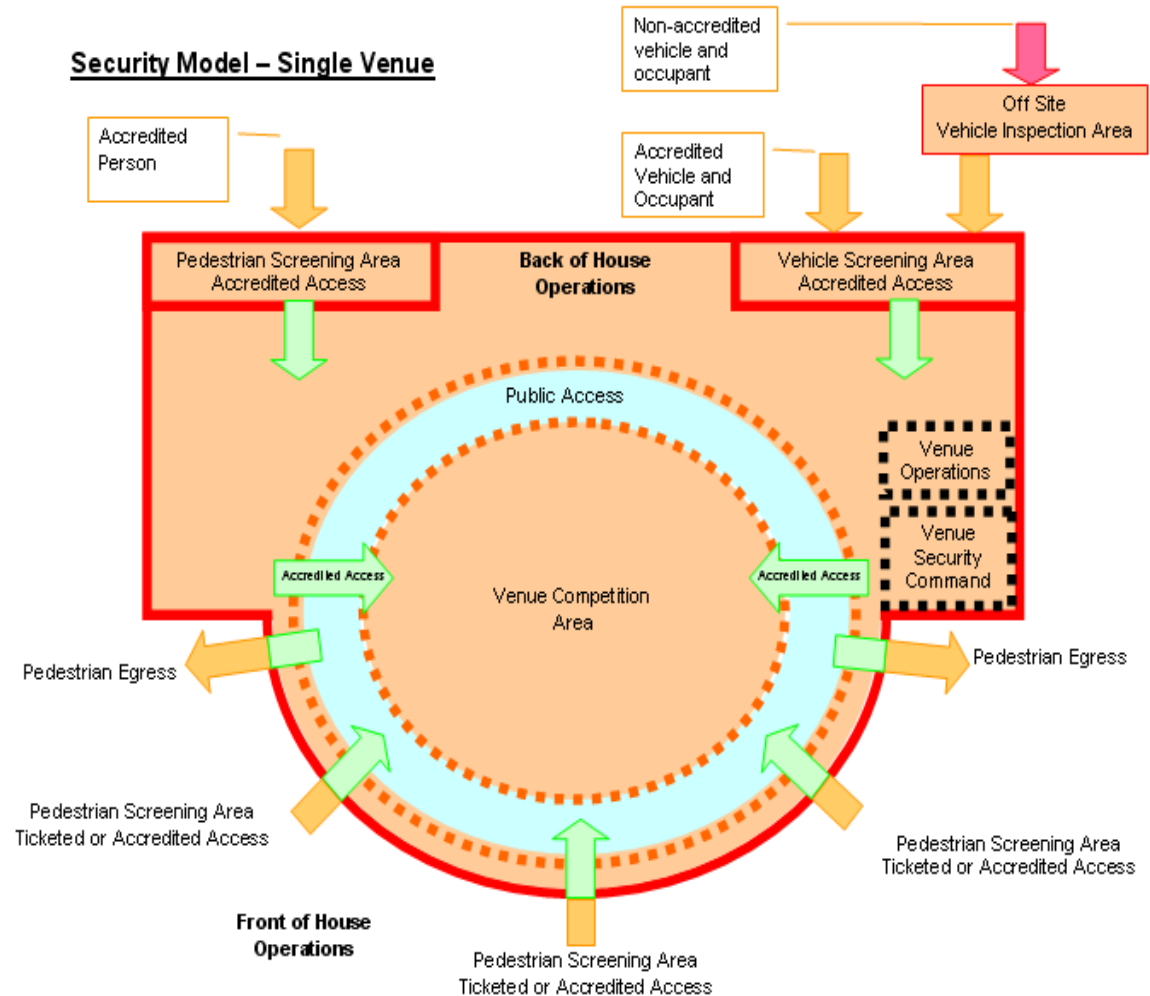 Security Model – Single Venue
Non-accredited
vehicle and
occupant
Off Site
Vehicle Inspection Area
Accredited
Person
Accredited
Vehicle and
Occupant
Pedestrian Screening Area
Accredited Access
Back of House
Operations
Vehicle Screening Area
Accredited Access
Public Access
Venue
Operations
Venue
Security
Command
Accredited Access
Accredited Access
Venue Competition
Area
Pedestrian Egress
Pedestrian Egress
Pedestrian Screening Area
Ticketed or Accredited Access
Pedestrian Screening Area
Ticketed or Accredited Access
Front of House
Operations
Pedestrian Screening Area
Ticketed or Accredited Access